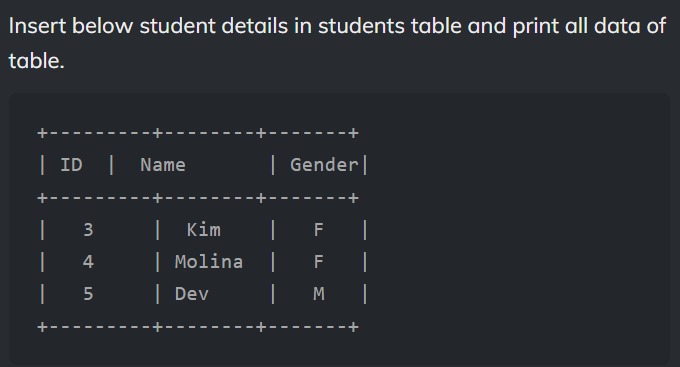 Insert below student details in students table and print all data of
table.
+---------+--------+-------+
| ID | Name | Gender|
+---------+--------+-------+
| 3 | Kim | F |
| 4 | Molina | F |
| 5 | Dev | M |
+---------+--------+-------+